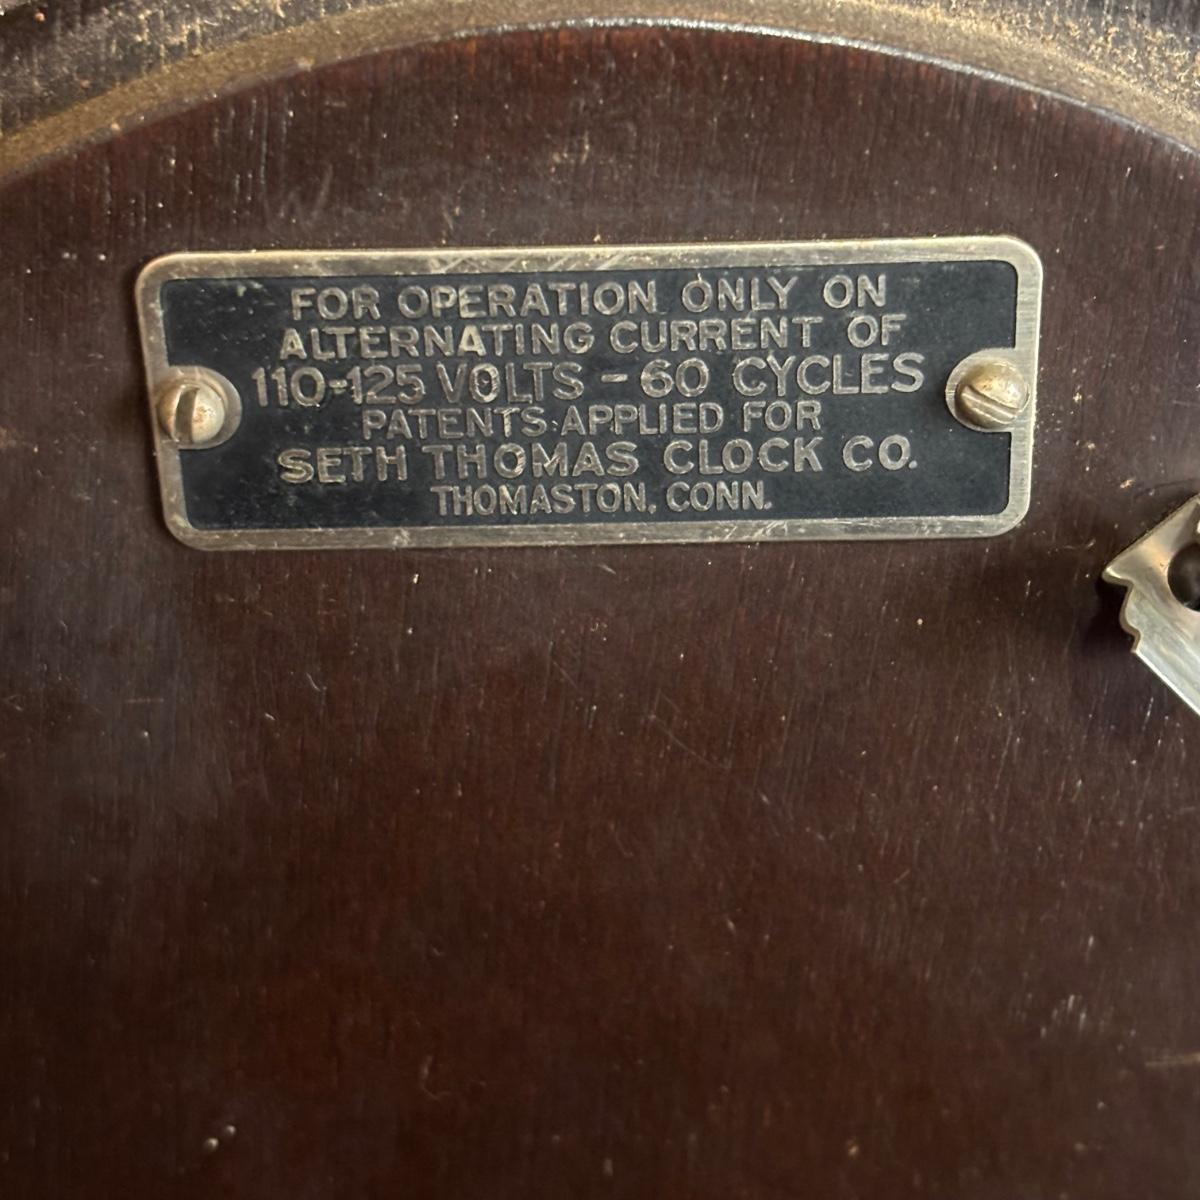 FOR OPERATION ONLY ON
ALTERNATING CURRENT OF
110-125 VOLTS - 60 CYCLES
PATENTS APPLIED FOR
SETH THOMAS CLOCK CO.
THOMASTON, CONN.